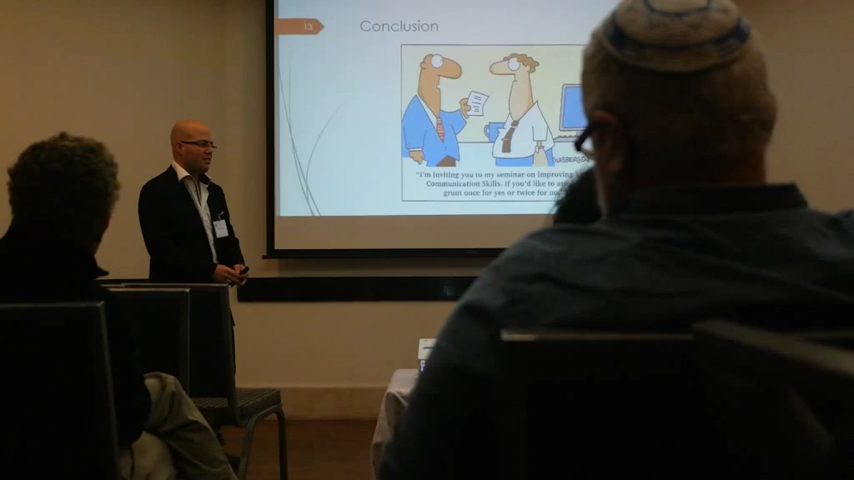 13
Conclusion
"I'm inviting you to my seminar on improving
Communication Skills. If you'd like to
grunt once for yes or twice for